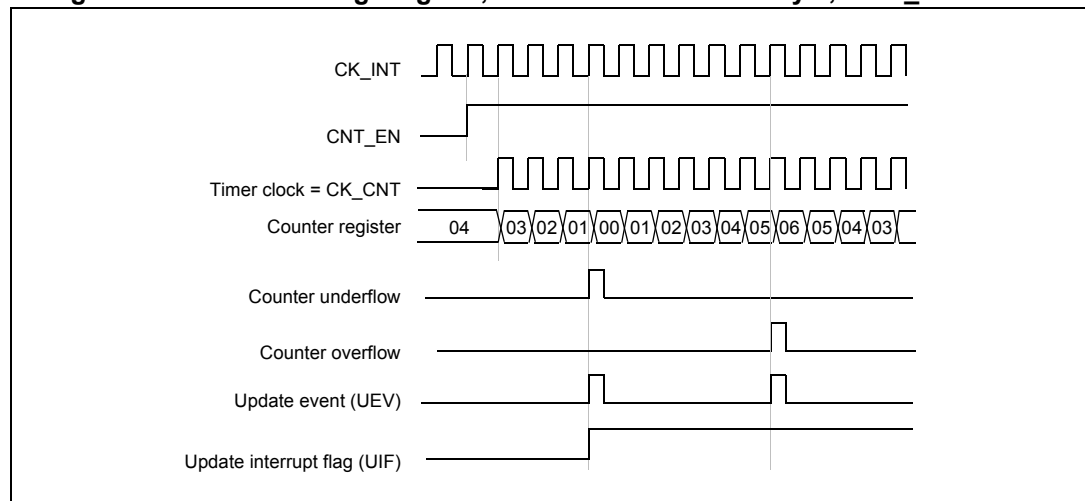 CK_INT
CNT_EN
Timer clock = CK_CNT
Counter register 04 03 02 01 00 01 02 03 04 05 06 05 04 03
Counter underflow
Counter overflow
Update event (UEV)
Update interrupt flag (UIF)